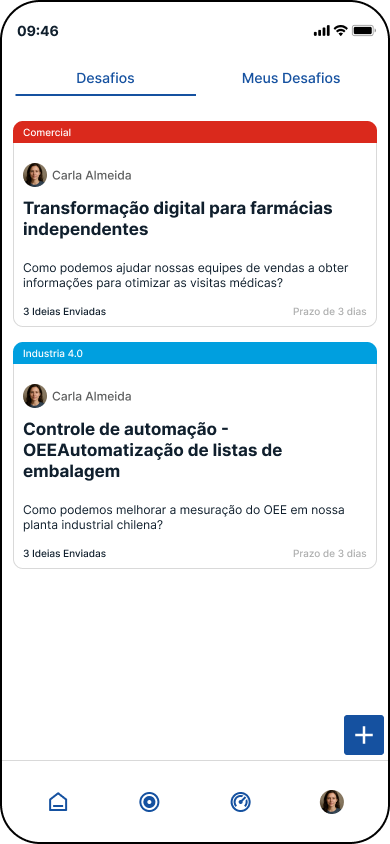 09:46
Desafios
Meus Desafios
Comercial
Carla Almeida
Transformação digital para farmácias
independentes
Como podemos ajudar nossas equipes de vendas a obter
informações para otimizar as visitas médicas?
3 Ideias Enviadas
Prazo de 3 dias
Industria 4.0
Carla Almeida
Controle de automação -
OEEAutomatização de listas de
embalagem
Como podemos melhorar a mesuração do OEE em nossa
planta industrial chilena?
3 Ideias Enviadas
Prazo de 3 dias